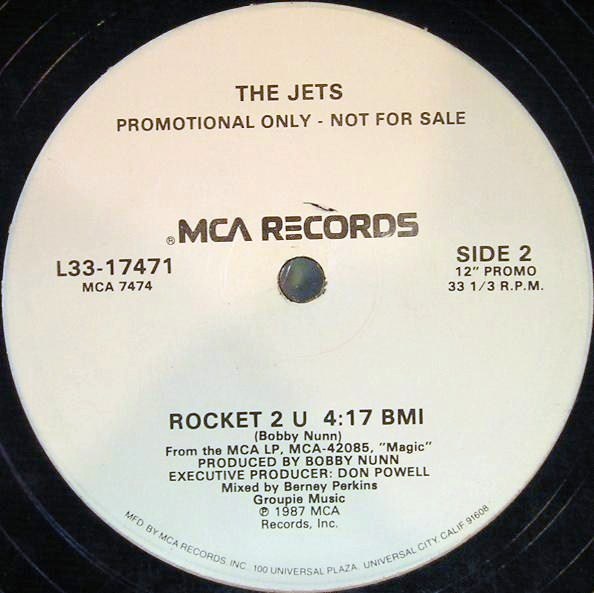 THE JETS
PROMOTIONAL ONLY - NOT FOR SALE
® MCA RECORDS
L33-17471
MCA 7474
SIDE 2
12" PROMO
33 1/3 R.P.M.
ROCKET 2 U 4:17 BMI
(Bobby Nunn)
From the MCA LP, MCA-42085, "Magic"
PRODUCED BY BOBBY NUNN
EXECUTIVE PRODUCER: DON POWELL
Mixed by Berney Perkins
Groupie Music
℗ 1987 MCA
Records, Inc.
MFD. BY MCA RECORDS, INC. 100 UNIVERSAL PLAZA. UNIVERSAL CITY. CALIF. 91608